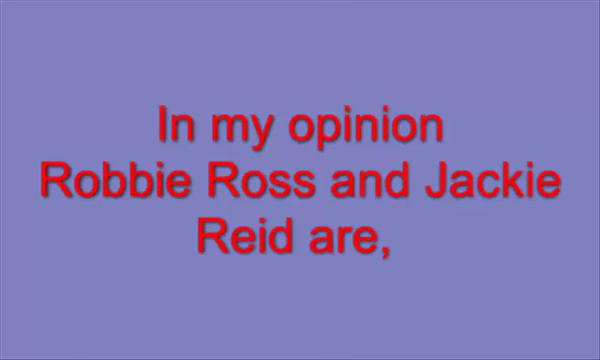 In my opinion
Robbie Ross and Jackie
Reid are,